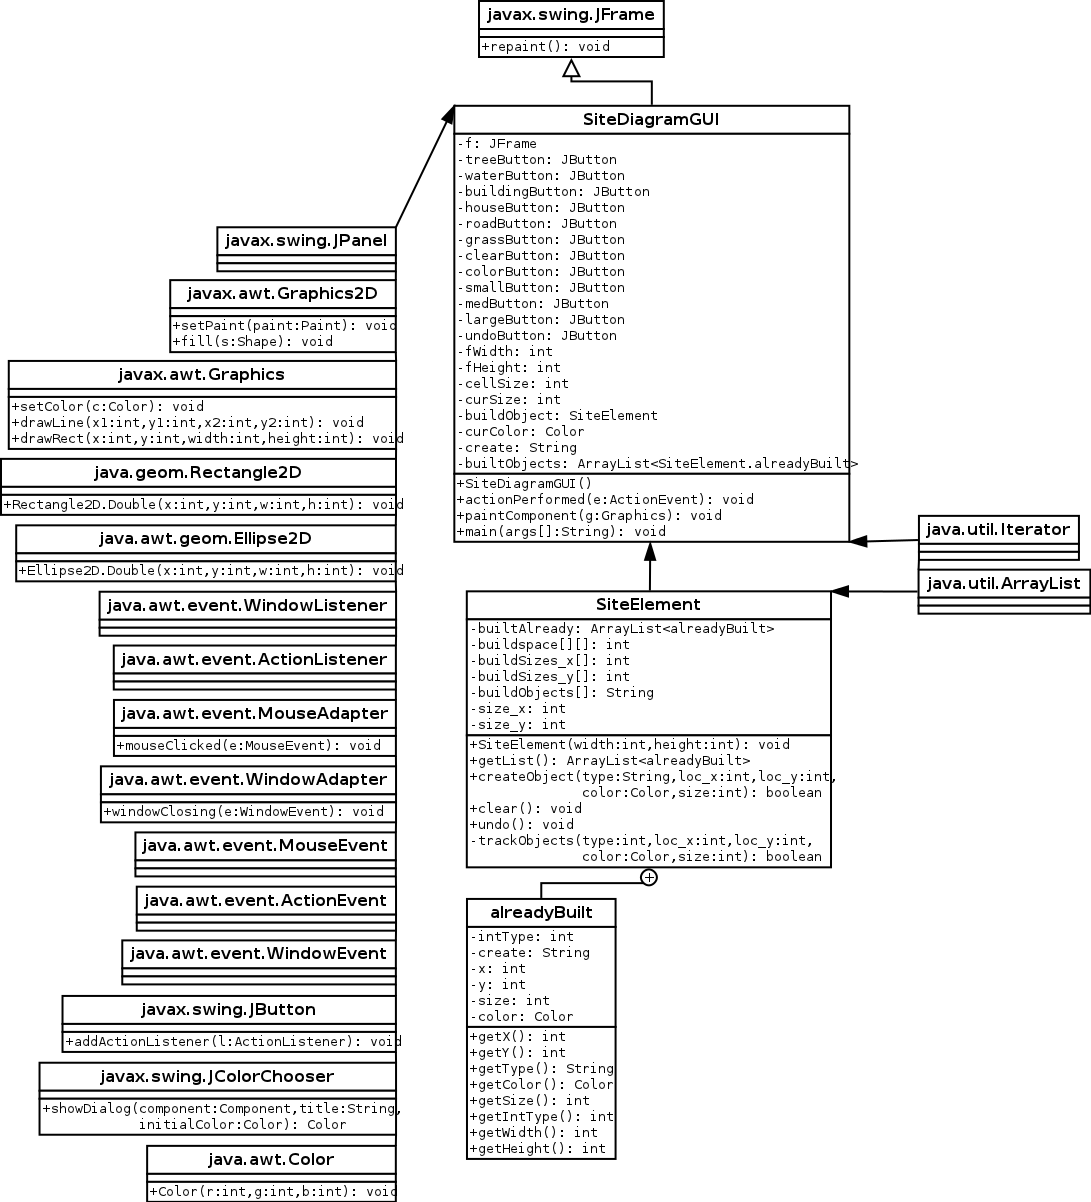 javax.swing.JFrame
+repaint(): void
SiteDiagramGUI
-f: JFrame
-treeButton: JButton
-waterButton: JButton
-buildingButton: JButton
-houseButton: JButton
-roadButton: JButton
-grassButton: JButton
-clearButton: JButton
-colorButton: JButton
-smallButton: JButton
-medButton: JButton
-largeButton: JButton
-undoButton: JButton
-fWidth: int
-fHeight: int
-cellSize: int
-curSize: int
-buildObject: SiteElement
-curColor: Color
-create: String
-builtObjects: ArrayList<SiteElement.alreadyBuilt>
+SiteDiagramGUI()
+actionPerformed(e:ActionEvent): void
+paintComponent(g:Graphics): void
+main(args[]:String): void
javax.swing.JPanel
javax.awt.Graphics2D
+setPaint(paint:Paint): void
+fill(s:Shape): void
javax.awt.Graphics
+setColor(c:Color): void
+drawLine(x1:int,y1:int,x2:int,y2:int): void
+drawRect(x:int,y:int,width:int,height:int): void
java.geom.Rectangle2D
+Rectangle2D.Double(x:int,y:int,w:int,h:int): void
java.awt.geom.Ellipse2D
+Ellipse2D.Double(x:int,y:int,w:int,h:int): void
java.awt.event.WindowListener
java.awt.event.ActionListener
java.awt.event.MouseAdapter
+mouseClicked(e:MouseEvent): void
java.awt.event.WindowAdapter
+windowClosing(e:WindowEvent): void
java.awt.event.MouseEvent
java.awt.event.ActionEvent
java.awt.event.WindowEvent
javax.swing.JButton
+addActionListener(l:ActionListener): void
javax.swing.JColorChooser
+showDialog(component:Component,title:String,
initialColor:Color): Color
java.awt.Color
+Color(r:int,g:int,b:int): void
java.util.Iterator
java.util.ArrayList
SiteElement
-builtAlready: ArrayList<alreadyBuilt>
-buildspace[][]: int
-buildSizes_x[]: int
-buildSizes_y[]: int
-buildObjects[]: String
-size_x: int
-size_y: int
+SiteElement(width:int,height:int): void
+getList(): ArrayList<alreadyBuilt>
+createObject(type:String,loc_x:int,loc_y:int,
color:Color,size:int): boolean
+clear(): void
+undo(): void
-trackObjects(type:int,loc_x:int,loc_y:int,
color:Color,size:int): boolean
alreadyBuilt
-intType: int
-create: String
-x: int
-y: int
-size: int
-color: Color
+getX(): int
+getY(): int
+getType(): String
+getColor(): Color
+getSize(): int
+getIntType(): int
+getWidth(): int
+getHeight(): int